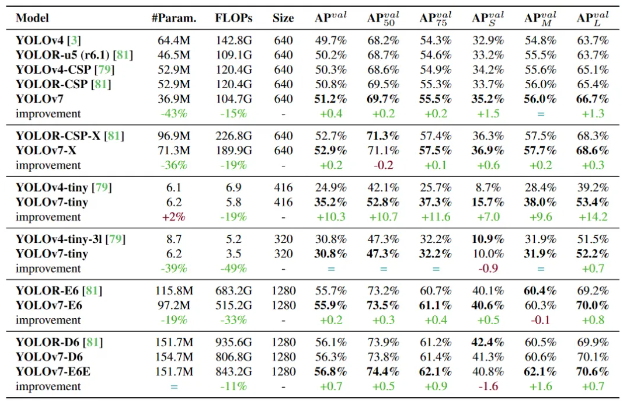 Model #Param. FLOPs Size AP^val AP^val_50 AP^val_75 AP^val_S AP^val_M AP^val_L
YOLOv4 [3] 64.4M 142.8G 640 49.7% 68.2% 54.3% 32.9% 54.8% 63.7%
YOLOR-u5 (r6.1) [81] 46.5M 109.1G 640 50.2% 68.7% 54.6% 33.2% 55.5% 63.7%
YOLOv4-CSP [79] 52.9M 120.4G 640 50.3% 68.6% 54.9% 34.2% 55.6% 65.1%
YOLOR-CSP [81] 52.9M 120.4G 640 50.8% 69.5% 55.3% 33.7% 56.0% 65.4%
YOLOv7 36.9M 104.7G 640 51.2% 69.7% 55.5% 35.2% 56.0% 66.7%
improvement -43% -15% - +0.4 +0.2 +0.2 +1.5 = +1.3
YOLOR-CSP-X [81] 96.9M 226.8G 640 52.7% 71.3% 57.4% 36.3% 57.5% 68.3%
YOLOv7-X 71.3M 189.9G 640 52.9% 71.1% 57.5% 36.9% 57.7% 68.6%
improvement -36% -19% - +0.2 -0.2 +0.1 +0.6 +0.2 +0.3
YOLOv4-tiny [79] 6.1 6.9 416 24.9% 42.1% 25.7% 8.7% 28.4% 39.2%
YOLOv7-tiny 6.2 5.8 416 35.2% 52.8% 37.3% 15.7% 38.0% 53.4%
improvement +2% -19% - +10.3 +10.7 +11.6 +7.0 +9.6 +14.2
YOLOv4-tiny-3l [79] 8.7 5.2 320 30.8% 47.3% 32.2% 10.9% 31.9% 51.5%
YOLOv7-tiny 6.2 3.5 320 30.8% 47.3% 32.2% 10.0% 31.9% 52.2%
improvement -39% -49% - = = = -0.9 = +0.7
YOLOR-E6 [81] 115.8M 683.2G 1280 55.7% 73.2% 60.7% 40.1% 60.4% 69.2%
YOLOv7-E6 97.2M 515.2G 1280 55.9% 73.5% 61.1% 40.6% 60.3% 70.0%
improvement -19% -33% - +0.2 +0.3 +0.4 +0.5 -0.1 +0.8
YOLOR-D6 [81] 151.7M 935.6G 1280 56.1% 73.9% 61.2% 42.4% 60.5% 69.9%
YOLOv7-D6 154.7M 806.8G 1280 56.3% 73.8% 61.4% 41.3% 60.6% 70.1%
YOLOv7-E6E 151.7M 843.2G 1280 56.8% 74.4% 62.1% 40.8% 62.1% 70.6%
improvement = -11% - +0.7 +0.5 +0.9 -1.6 +1.6 +0.7